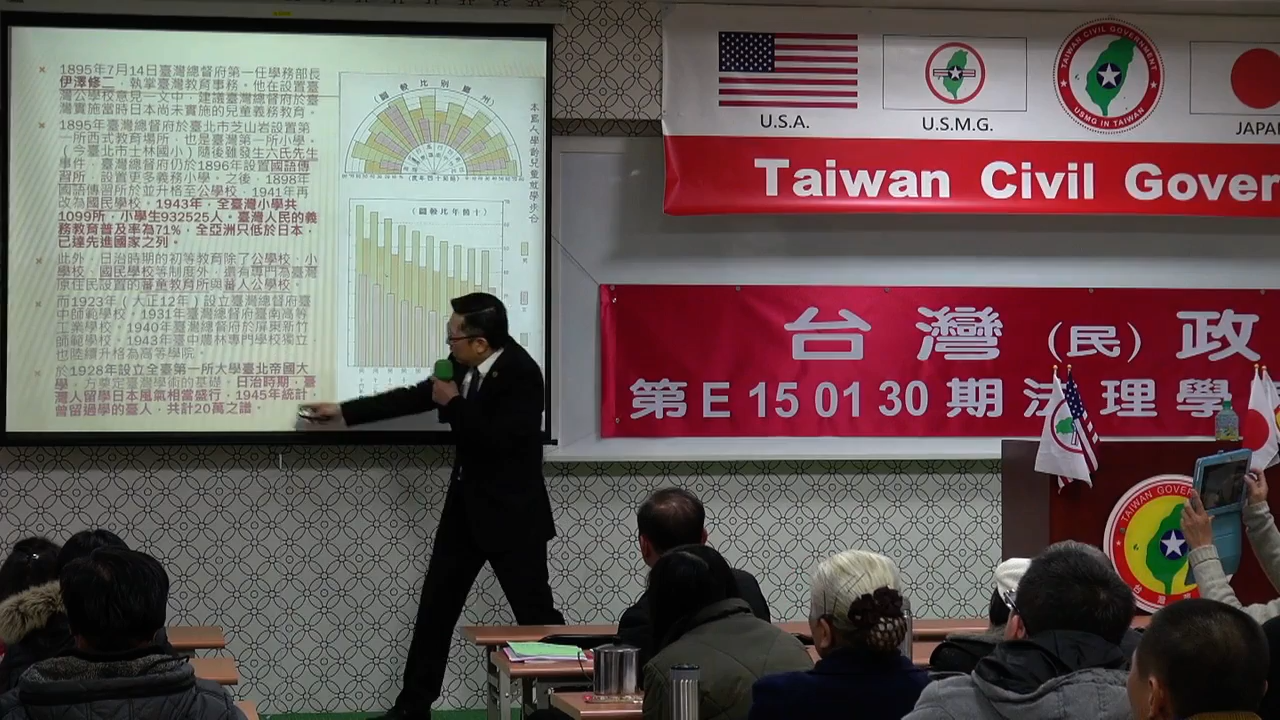 1895年7月14日臺灣總督府第一任學務部長
伊澤修二，執掌臺灣教育事務。他在設置臺
灣公學校意見一文中，建議臺灣總督府於臺
灣實施當時日本尚未實施的兒童義務教育。
1895年臺灣總督府於臺北市芝山岩設置第
一所西式教育場所，也是臺灣第一所小學。
（今臺北市士林國小）隨後雖發生六氏先生
事件，臺灣總督府仍於1896年設置國語傳
習所，設置更多義務小學。之後，1898年
國語傳習所於並升格至公學校，1941年再
改為國民學校。1943年，全臺灣小學共
1099所，小學生932525人。臺灣人民的義
務教育普及率為71%，全亞洲只低於日本，
已達先進國家之列。
此外，日治時期的初等教育除了公學校、小
學校、國民學校等制度外，還有專門為臺灣
原住民設置的蕃童教育所與蕃人公學校。
而1923年（大正12年）設立臺灣總督府臺
中師範學校，1931年臺灣總督府臺南高等
工業學校，1940年臺灣總督府於屏東新竹
師範學校，1943年臺中農林專門學校獨立
也陸續升格為高等學院。
於1928年設立全臺第一所大學臺北帝國大
學，方奠定臺灣學術的基礎。日治時期，臺
灣人留學日本風氣相當盛行，1945年統計，
曾留過學的臺人，共計20萬之譜。
（圖較比別廳州）
（圖較比年箇十）
U.S.A.
U.S.M.G.
TAIWAN CIVIL GOVERNMENT
USMG IN TAIWAN
JAPA
Taiwan Civil Gover
台灣（民）政
第E 15 01 30 期 法 理 學
TAIWAN GOVER
台灣